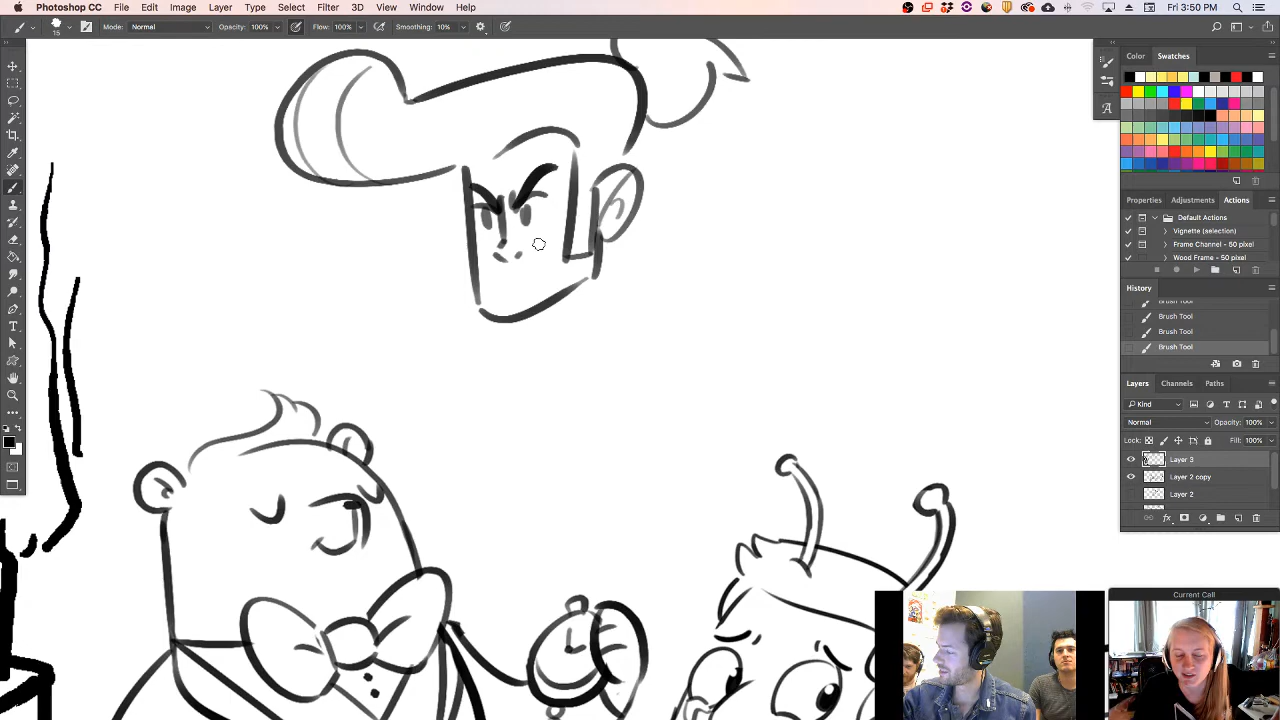 Photoshop CC File Edit Image Layer Type Select Filter 3D View Window Help Fri 3:50 PM
15 Mode: Normal Opacity: 100% Flow: 100% Smoothing: 10%
Color Swatches
Properties Adjustments Actions
Default Actions
Vignette (selection)
Frame Channel - 50 pixel
Wood Frame - 50 pixel
History
Brush Tool
Brush Tool
Brush Tool
Brush Tool
Layers Channels Paths
Kind
Normal Opacity: 100%
Lock: Fill: 100%
Layer 3
Layer 2 copy
Layer 2
Current Cell